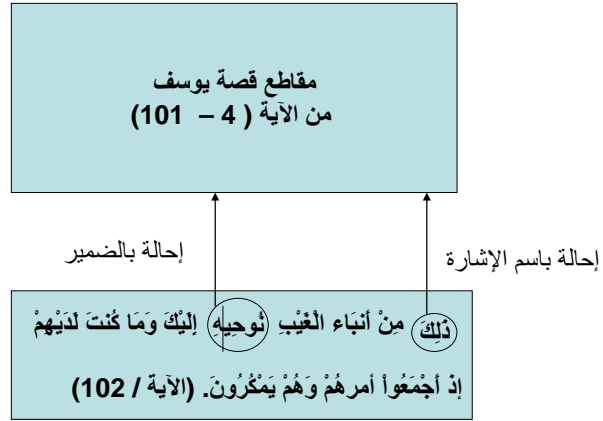 مقاطع قصة يوسف
من الآية ( 4 – 101)
إحالة بالضمير
إحالة باسم الإشارة
ذَلِكَ مِنْ أَنبَاء الْغَيْبِ نُوحِيهِ إِلَيْكَ وَمَا كُنتَ لَدَيْهِمْ
إِذْ أَجْمَعُواْ أَمرهُمْ وَهُمْ يَمْكُرُونَ. (الآية / 102)